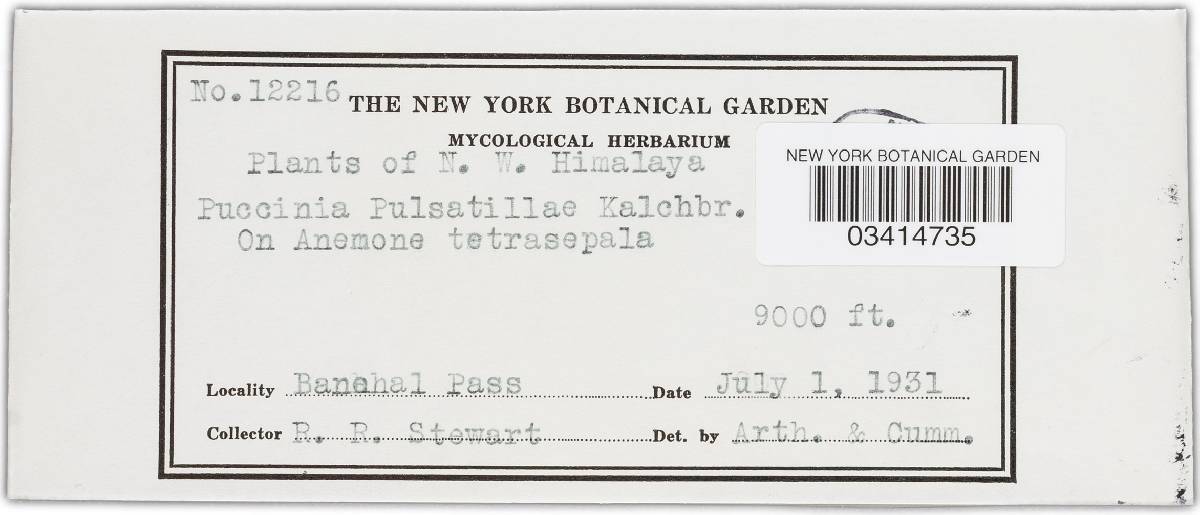 No. 12216
THE NEW YORK BOTANICAL GARDEN
MYCOLOGICAL HERBARIUM
Plants of N. W. Himalaya
Puccinia Pulsatillae Kalchbr.
On Anemone tetrasepala
NEW YORK BOTANICAL GARDEN
03414735
9000 ft.
Locality Banahal Pass Date July 1, 1931
Collector R. R. Stewart Det. by Arth. & Cumm.